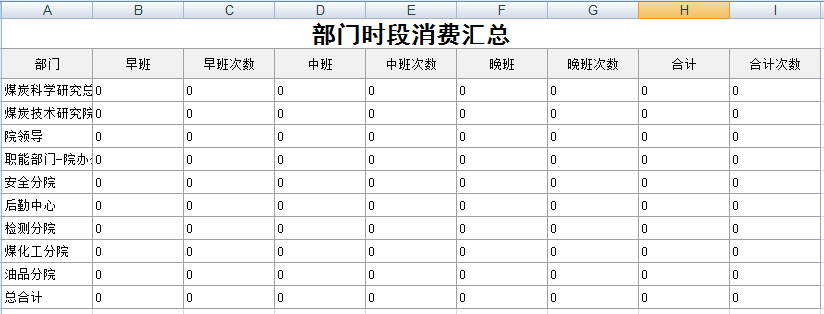 A B C D E F G H I
部门时段消费汇总
部门 早班 早班次数 中班 中班次数 晚班 晚班次数 合计 合计次数
煤炭科学研究总 0 0 0 0 0 0 0 0
煤炭技术研究院 0 0 0 0 0 0 0 0
院领导 0 0 0 0 0 0 0 0
职能部门-院办 0 0 0 0 0 0 0 0
安全分院 0 0 0 0 0 0 0 0
后勤中心 0 0 0 0 0 0 0 0
检测分院 0 0 0 0 0 0 0 0
煤化工分院 0 0 0 0 0 0 0 0
油品分院 0 0 0 0 0 0 0 0
总合计 0 0 0 0 0 0 0 0